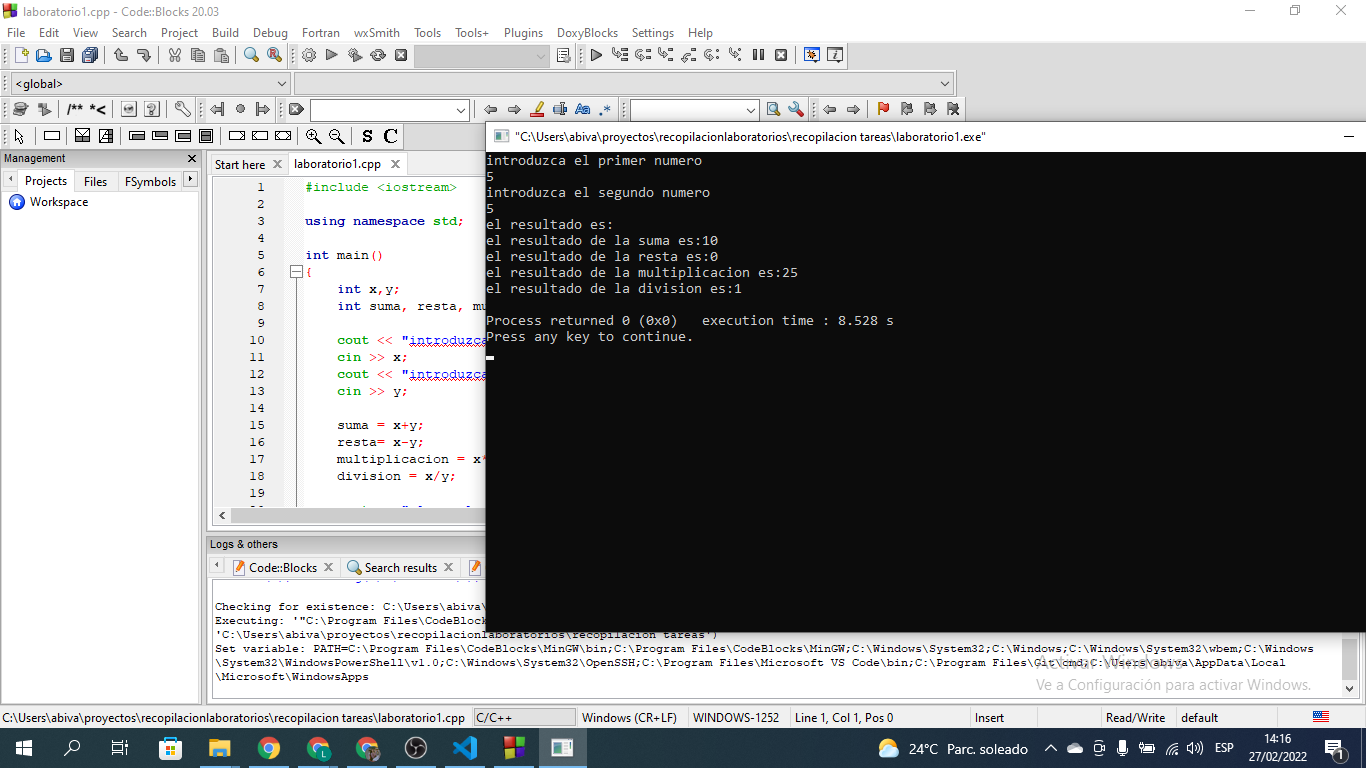 laboratorio1.cpp - Code::Blocks 20.03
File Edit View Search Project Build Debug Fortran wxSmith Tools Tools+ Plugins DoxyBlocks Settings Help
<global>
/** *<
S C
Management
Projects Files FSymbols
Workspace
Start here laboratorio1.cpp
1 #include <iostream>
2
3 using namespace std;
4
5 int main()
6 {
7 int x,y;
8 int suma, resta, mu
9
10 cout << "introduzca
11 cin >> x;
12 cout << "introduzca
13 cin >> y;
14
15 suma = x+y;
16 resta= x-y;
17 multiplicacion = x*
18 division = x/y;
19
"C:\Users\abiva\proyectos\recopilacionlaboratorios\recopilacion tareas\laboratorio1.exe"
introduzca el primer numero
5
introduzca el segundo numero
5
el resultado es:
el resultado de la suma es:10
el resultado de la resta es:0
el resultado de la multiplicacion es:25
el resultado de la division es:1
Process returned 0 (0x0) execution time : 8.528 s
Press any key to continue.
Logs & others
Code::Blocks Search results
Checking for existence: C:\Users\abiva\
Executing: '"C:\Program Files\CodeBlock
'C:\Users\abiva\proyectos\recopilacionlaboratorios\recopilacion tareas')
Set variable: PATH=C:\Program Files\CodeBlocks\MinGW\bin;C:\Program Files\CodeBlocks\MinGW;C:\Windows\System32;C:\Windows;C:\Windows\System32\wbem;C:\Windows
\System32\WindowsPowerShell\v1.0;C:\Windows\System32\OpenSSH;C:\Program Files\Microsoft VS Code\bin;C:\Program Files\Git\cmd;C:\Users\abiva\AppData\Local
\Microsoft\WindowsApps
Activar Windows
Ve a Configuración para activar Windows.
C:\Users\abiva\proyectos\recopilacionlaboratorios\recopilacion tareas\laboratorio1.cpp C/C++ Windows (CR+LF) WINDOWS-1252 Line 1, Col 1, Pos 0 Insert Read/Write default
24°C Parc. soleado ESP 14:16
27/02/2022 1